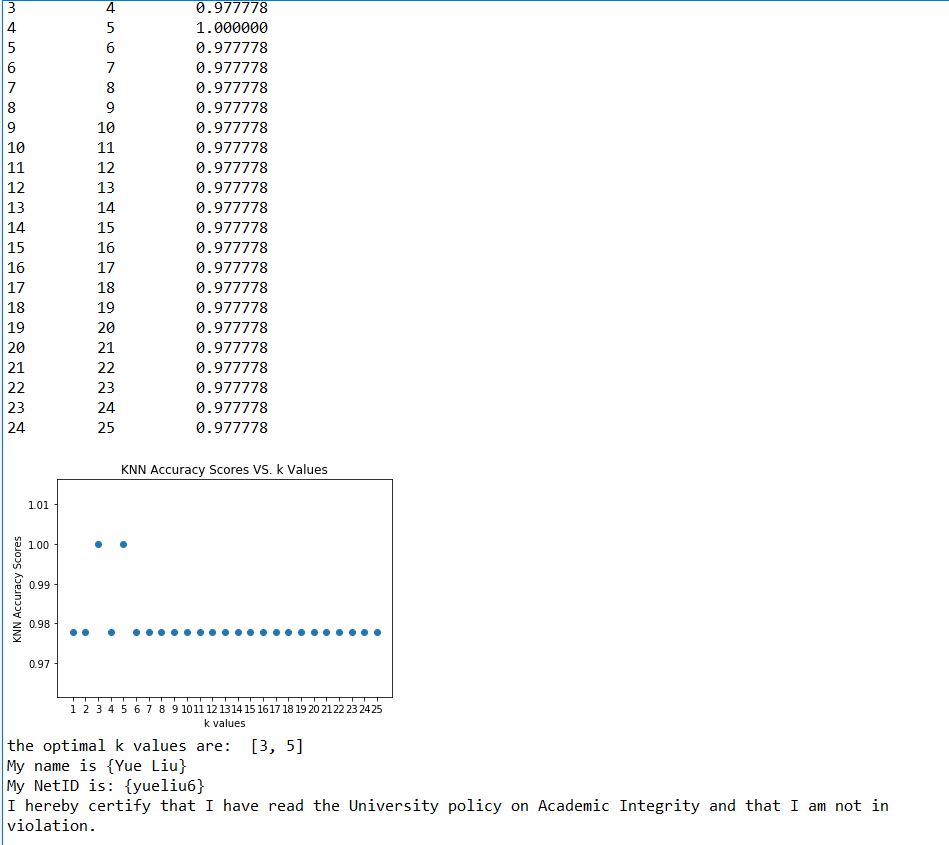 3 4 0.977778
4 5 1.000000
5 6 0.977778
6 7 0.977778
7 8 0.977778
8 9 0.977778
9 10 0.977778
10 11 0.977778
11 12 0.977778
12 13 0.977778
13 14 0.977778
14 15 0.977778
15 16 0.977778
16 17 0.977778
17 18 0.977778
18 19 0.977778
19 20 0.977778
20 21 0.977778
21 22 0.977778
22 23 0.977778
23 24 0.977778
24 25 0.977778
KNN Accuracy Scores VS. k Values
KNN Accuracy Scores
1.01
1.00
0.99
0.98
0.97
1 2 3 4 5 6 7 8 9 10 11 12 13 14 15 16 17 18 19 20 21 22 23 24 25
k values
the optimal k values are:  [3, 5]
My name is {Yue Liu}
My NetID is: {yueliu6}
I hereby certify that I have read the University policy on Academic Integrity and that I am not in
violation.